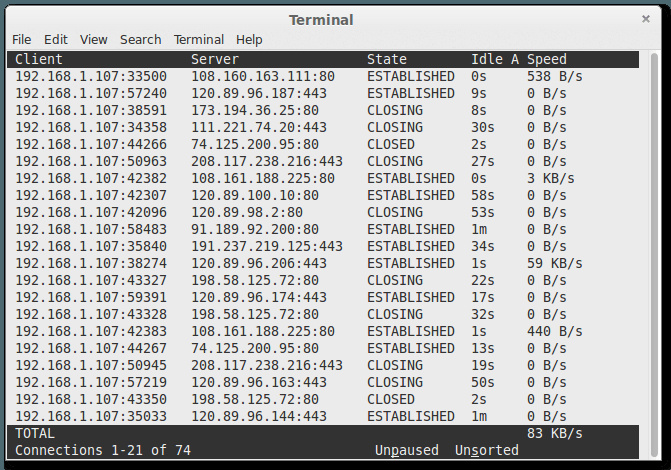 Terminal
File Edit View Search Terminal Help
Client Server State Idle A Speed
192.168.1.107:33500 108.160.163.111:80 ESTABLISHED 0s 538 B/s
192.168.1.107:57240 120.89.96.187:443 ESTABLISHED 9s 0 B/s
192.168.1.107:38591 173.194.36.25:80 CLOSING 8s 0 B/s
192.168.1.107:34358 111.221.74.20:443 CLOSING 30s 0 B/s
192.168.1.107:44266 74.125.200.95:80 CLOSED 2s 0 B/s
192.168.1.107:50963 208.117.238.216:443 CLOSING 27s 0 B/s
192.168.1.107:42382 108.161.188.225:80 ESTABLISHED 0s 3 KB/s
192.168.1.107:42307 120.89.100.10:80 ESTABLISHED 58s 0 B/s
192.168.1.107:42096 120.89.98.2:80 CLOSING 53s 0 B/s
192.168.1.107:58483 91.189.92.200:80 ESTABLISHED 1m 0 B/s
192.168.1.107:35840 191.237.219.125:443 ESTABLISHED 34s 0 B/s
192.168.1.107:38274 120.89.96.206:443 ESTABLISHED 1s 59 KB/s
192.168.1.107:43327 198.58.125.72:80 CLOSING 22s 0 B/s
192.168.1.107:59391 120.89.96.174:443 ESTABLISHED 17s 0 B/s
192.168.1.107:43328 198.58.125.72:80 CLOSING 32s 0 B/s
192.168.1.107:42383 108.161.188.225:80 ESTABLISHED 1s 440 B/s
192.168.1.107:44267 74.125.200.95:80 ESTABLISHED 13s 0 B/s
192.168.1.107:50945 208.117.238.216:443 CLOSING 19s 0 B/s
192.168.1.107:57219 120.89.96.163:443 CLOSING 50s 0 B/s
192.168.1.107:43350 198.58.125.72:80 CLOSED 2s 0 B/s
192.168.1.107:35033 120.89.96.144:443 ESTABLISHED 1m 0 B/s
TOTAL 83 KB/s
Connections 1-21 of 74 Unpaused Unsorted